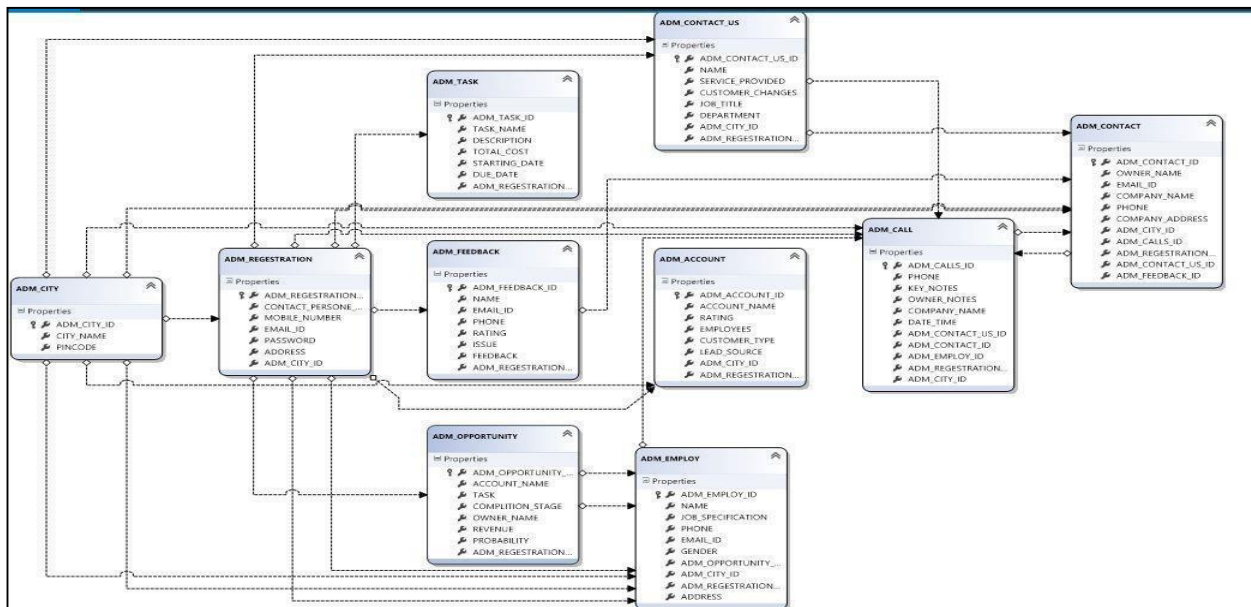 ADM_CONTACT_US
Properties
ADM_CONTACT_US_ID
NAME
SERVICE_PROVIDED
CUSTOMER_CHANGES
JOB_TITLE
DEPARTMENT
ADM_CITY_ID
ADM_REGESTRATION...
ADM_TASK
Properties
ADM_TASK_ID
TASK_NAME
DESCRIPTION
TOTAL_COST
STARTING_DATE
DUE_DATE
ADM_REGESTRATION...
ADM_CONTACT
Properties
ADM_CONTACT_ID
OWNER_NAME
EMAIL_ID
COMPANY_NAME
PHONE
COMPANY_ADDRESS
ADM_CITY_ID
ADM_CALLS_ID
ADM_REGESTRATION...
ADM_CONTACT_US_ID
ADM_FEEDBACK_ID
ADM_CALL
Properties
ADM_CALLS_ID
PHONE
KEY_NOTES
OWNER_NOTES
COMPANY_NAME
DATE_TIME
ADM_CONTACT_US_ID
ADM_CONTACT_ID
ADM_EMPLOY_ID
ADM_REGESTRATION...
ADM_CITY_ID
ADM_CITY
Properties
ADM_CITY_ID
CITY_NAME
PINCODE
ADM_REGESTRATION
Properties
ADM_REGESTRATION...
CONTACT_PERSONE_...
MOBILE_NUMBER
EMAIL_ID
PASSWORD
ADDRESS
ADM_CITY_ID
ADM_FEEDBACK
Properties
ADM_FEEDBACK_ID
NAME
EMAIL_ID
PHONE
RATING
ISSUE
FEEDBACK
ADM_REGESTRATION...
ADM_ACCOUNT
Properties
ADM_ACCOUNT_ID
ACCOUNT_NAME
RATING
EMPLOYEES
CUSTOMER_TYPE
LEAD_SOURCE
ADM_CITY_ID
ADM_REGESTRATION...
ADM_OPPORTUNITY
Properties
ADM_OPPORTUNITY_...
ACCOUNT_NAME
TASK
COMPLITION_STAGE
OWNER_NAME
REVENUE
PROBABILITY
ADM_REGESTRATION...
ADM_EMPLOY
Properties
ADM_EMPLOY_ID
NAME
JOB_SPECIFICATION
PHONE
EMAIL_ID
GENDER
ADM_OPPORTUNITY_...
ADM_CITY_ID
ADM_REGESTRATION...
ADDRESS